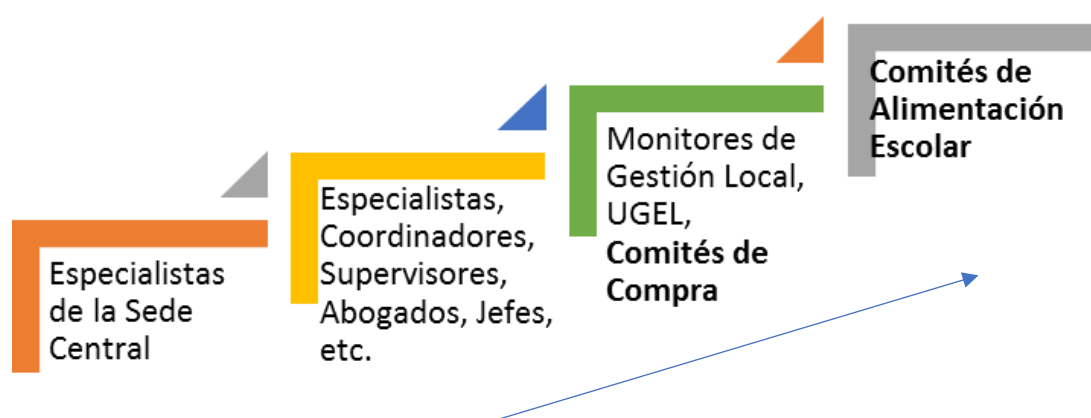 Especialistas
de la Sede
Central
Especialistas,
Coordinadores,
Supervisores,
Abogados, Jefes,
etc.
Monitores de
Gestión Local,
UGEL,
Comités de
Compra
Comités de
Alimentación
Escolar